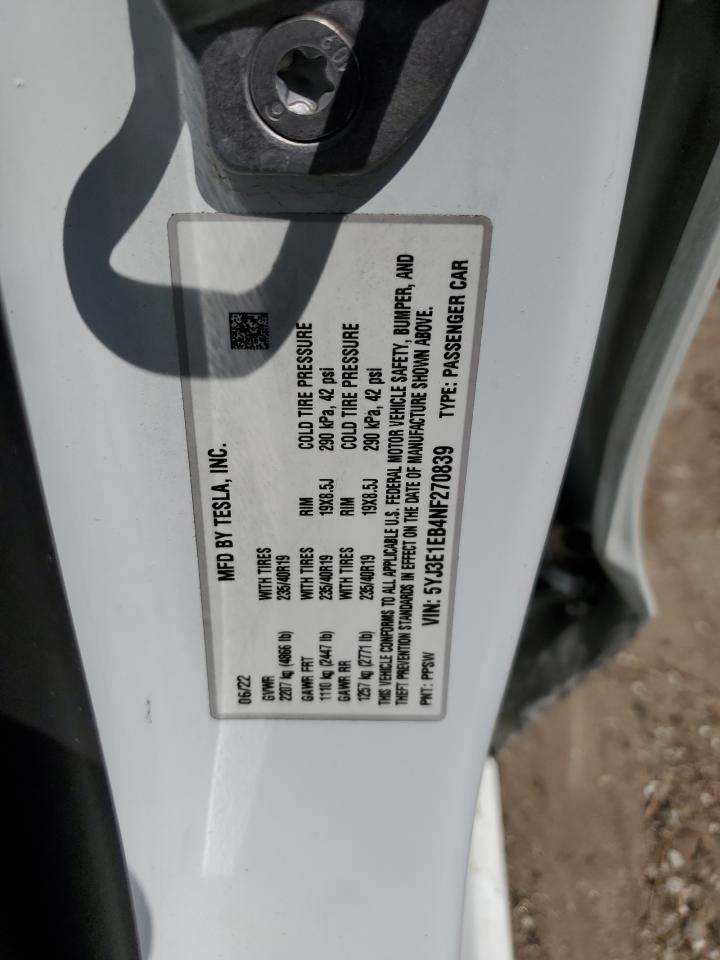 MFD BY TESLA, INC.
06/22
GVWR WITH TIRES RIM COLD TIRE PRESSURE
2207 kg (4866 lb) 235/40R19
GAWR FRT WITH TIRES RIM COLD TIRE PRESSURE
1110 kg (2447 lb) 235/40R19 19X8.5J 290 kPa, 42 psi
GAWR RR WITH TIRES RIM COLD TIRE PRESSURE
1257 kg (2771 lb) 235/40R19 19X8.5J 290 kPa, 42 psi
THIS VEHICLE CONFORMS TO ALL APPLICABLE U.S. FEDERAL MOTOR VEHICLE SAFETY, BUMPER, AND
THEFT PREVENTION STANDARDS IN EFFECT ON THE DATE OF MANUFACTURE SHOWN ABOVE.
PNT: PPSW VIN: 5YJ3E1EB4NF270839 TYPE: PASSENGER CAR